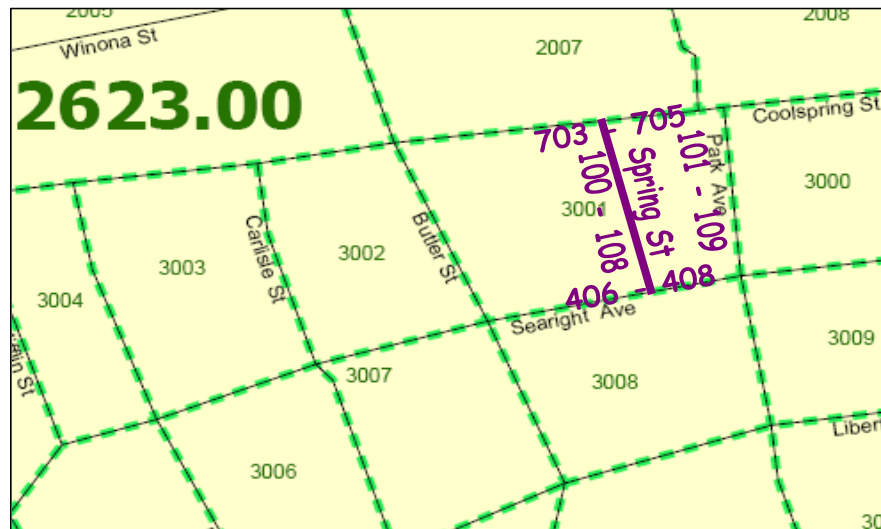 2005
2008
Winona St
2007
2623.00
Coolspring St
703
705
100 - 108
Spring St
101 - 109
Park Ave
3000
3001
Butler St
3002
Carlisle St
3003
3004
406
408
Searight Ave
3009
3007
3008
3006